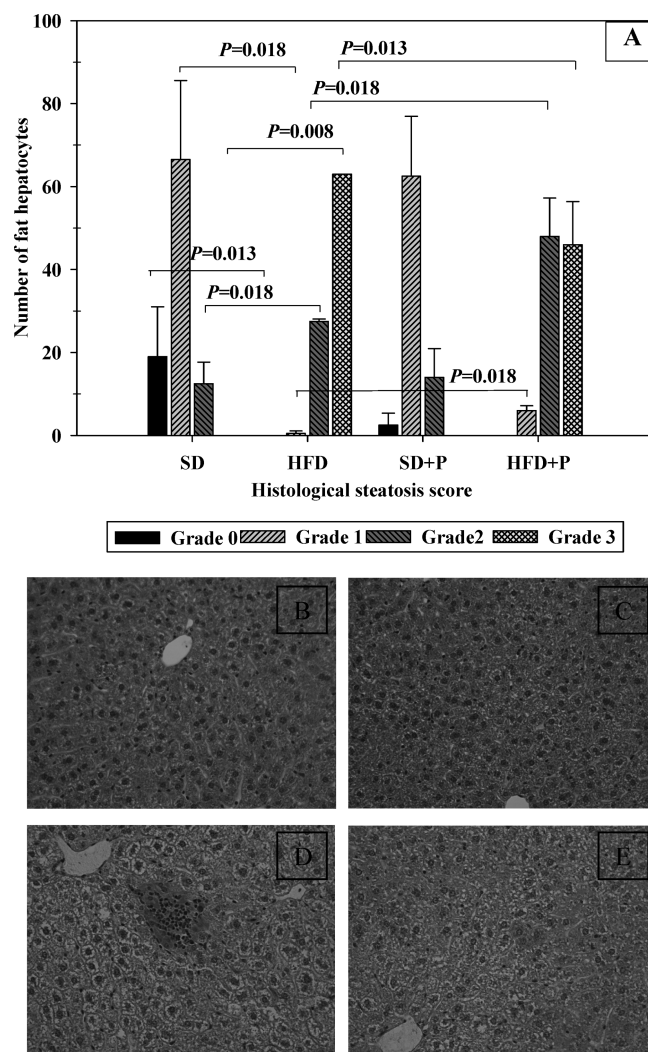 A
100
80
60
40
20
0
Number of fat hepatocytes
P=0.018
P=0.013
P=0.018
P=0.008
P=0.013
P=0.018
P=0.018
SD HFD SD+P HFD+P
Histological steatosis score
Grade 0 Grade 1 Grade2 Grade 3
B
C
D
E